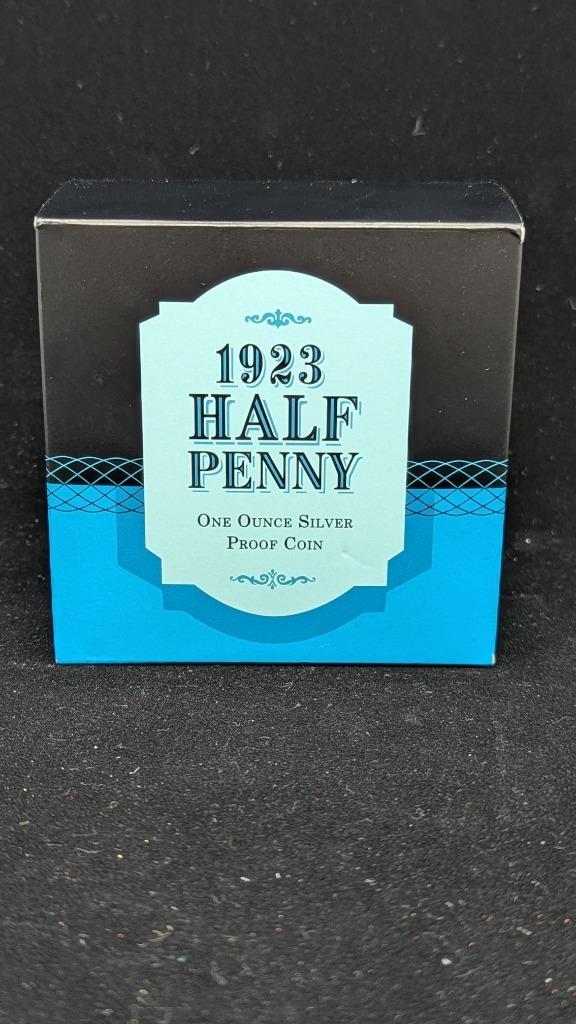 1923
HALF
PENNY
ONE OUNCE SILVER
PROOF COIN